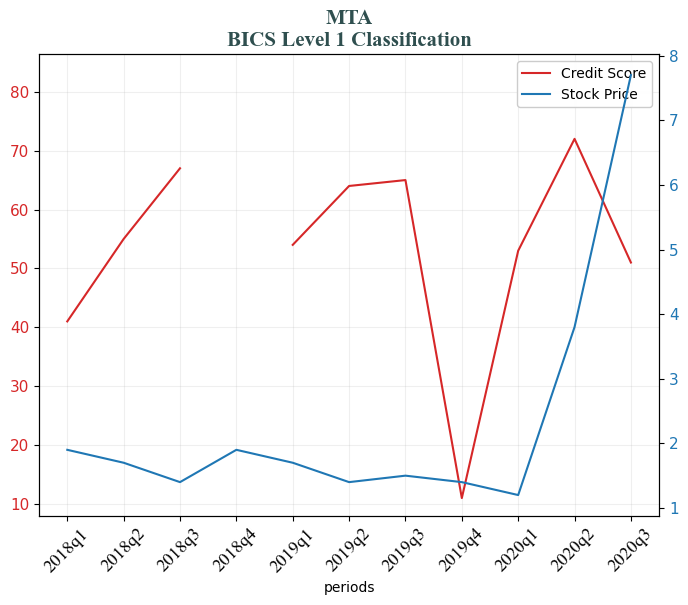 MTA
BICS Level 1 Classification
Credit Score
Stock Price
80
70
60
50
40
30
20
10
8
7
6
5
4
3
2
1
2018q1
2018q2
2018q3
2018q4
2019q1
2019q2
2019q3
2019q4
2020q1
2020q2
2020q3
periods